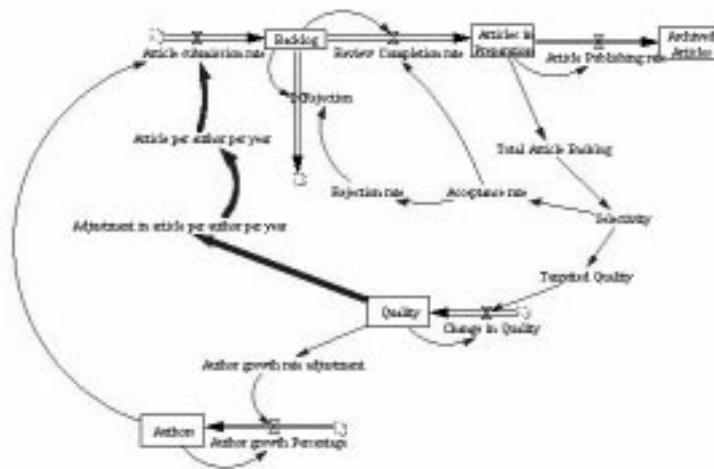 Backlog
Articles in
Preparation
Archived
Articles
Article submission rate
Review Completion rate
Article Publishing rate
Rejection
Article per author per year
Total Article Backlog
Rejection rate
Acceptance rate
Selectivity
Adjustment in article per author per year
Targeted Quality
Quality
Change in Quality
Author growth rate adjustment
Authors
Author growth Percentage